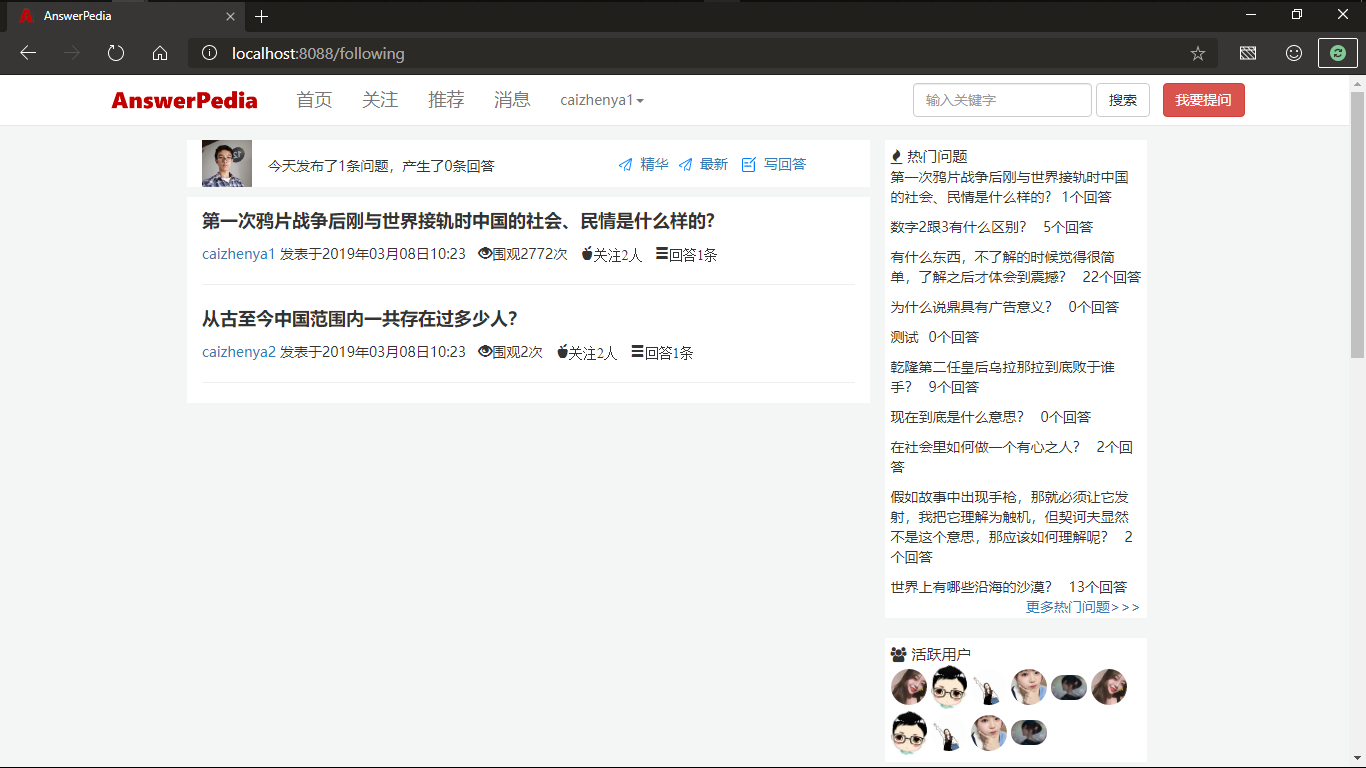 AnswerPedia
localhost:8088/following
AnswerPedia 首页 关注 推荐 消息 caizhenya1 输入关键字 搜索 我要提问
今天发布了1条问题，产生了0条回答 精华 最新 写回答
第一次鸦片战争后刚与世界接轨时中国的社会、民情是什么样的?
caizhenya1 发表于2019年03月08日10:23 围观2772次 关注2人 回答1条
从古至今中国范围内一共存在过多少人?
caizhenya2 发表于2019年03月08日10:23 围观2次 关注2人 回答1条
热门问题
第一次鸦片战争后刚与世界接轨时中国
的社会、民情是什么样的? 1个回答
数字2跟3有什么区别? 5个回答
有什么东西，不了解的时候觉得很简
单，了解之后才体会到震撼? 22个回答
为什么说鼎具有广告意义? 0个回答
测试 0个回答
乾隆第二任皇后乌拉那拉到底败于谁
手? 9个回答
现在到底是什么意思? 0个回答
在社会里如何做一个有心之人? 2个回
答
假如故事中出现手枪，那就必须让它发
射，我把它理解为触机，但契诃夫显然
不是这个意思，那应该如何理解呢? 2
个回答
世界上有哪些沿海的沙漠? 13个回答
更多热门问题>>>
活跃用户